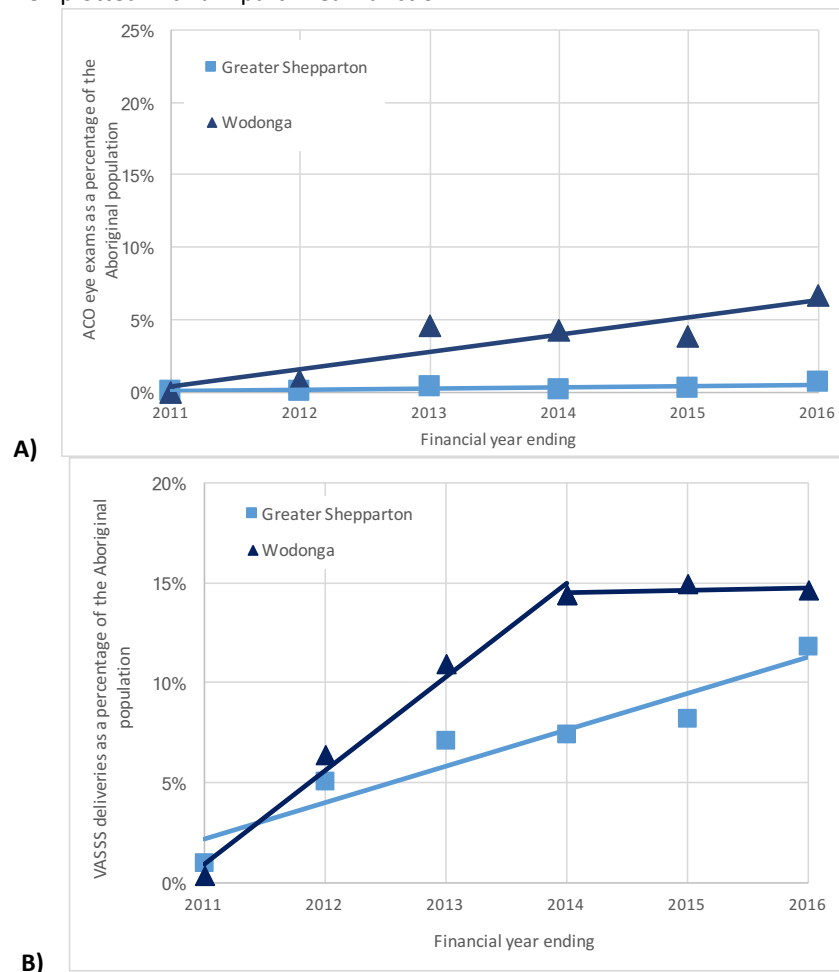 25%
20%
15%
10%
5%
0%
ACO eye exams as a percentage of the
Aboriginal population
Greater Shepparton
Wodonga
2011 2012 2013 2014 2015 2016
Financial year ending
A)
20%
15%
10%
5%
0%
VASSS deliveries as a percentage of the Aboriginal
population
Greater Shepparton
Wodonga
2011 2012 2013 2014 2015 2016
Financial year ending
B)